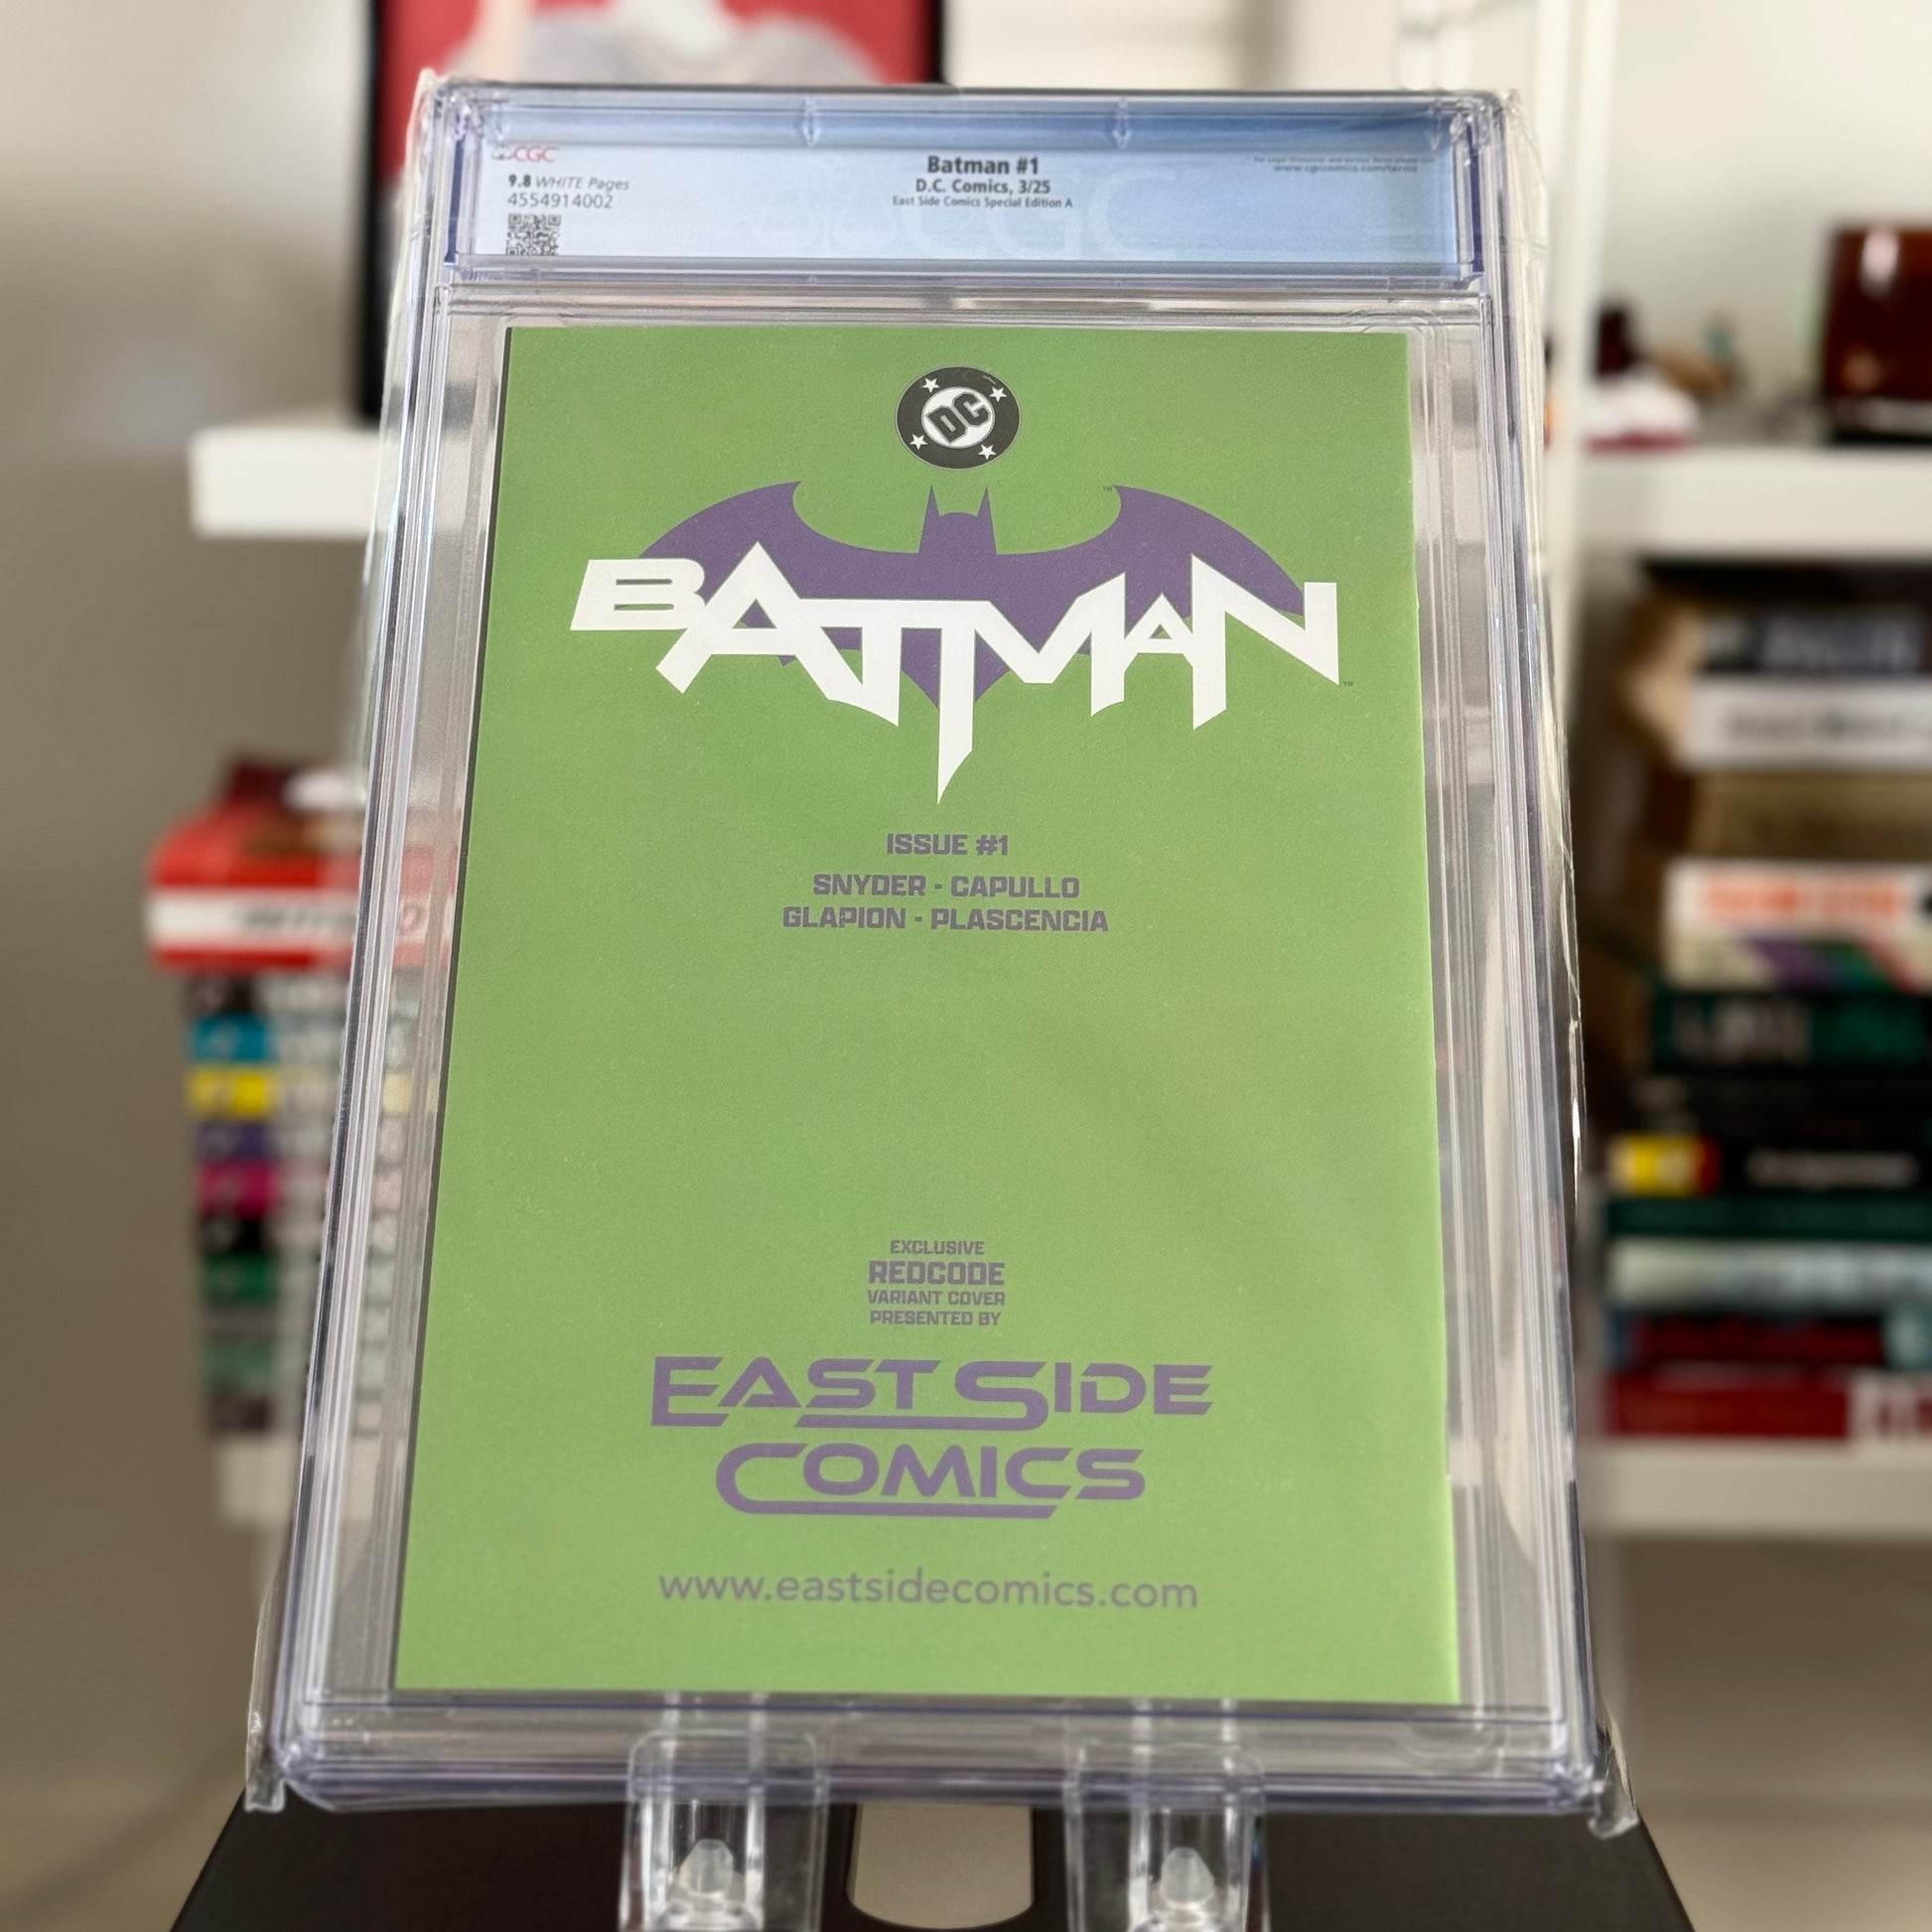 CGC
9.8 WHITE Pages
4554914002
Batman #1
D.C. Comics, 3/25
East Side Comics Special Edition A
www.cgccomics.com/terms
CGC
DC
BATMAN
ISSUE #1
SNYDER - CAPULLO
GLAPION - PLASCENCIA
EXCLUSIVE
REDCODE
VARIANT COVER
PRESENTED BY
EAST SIDE
COMICS
www.eastsidecomics.com